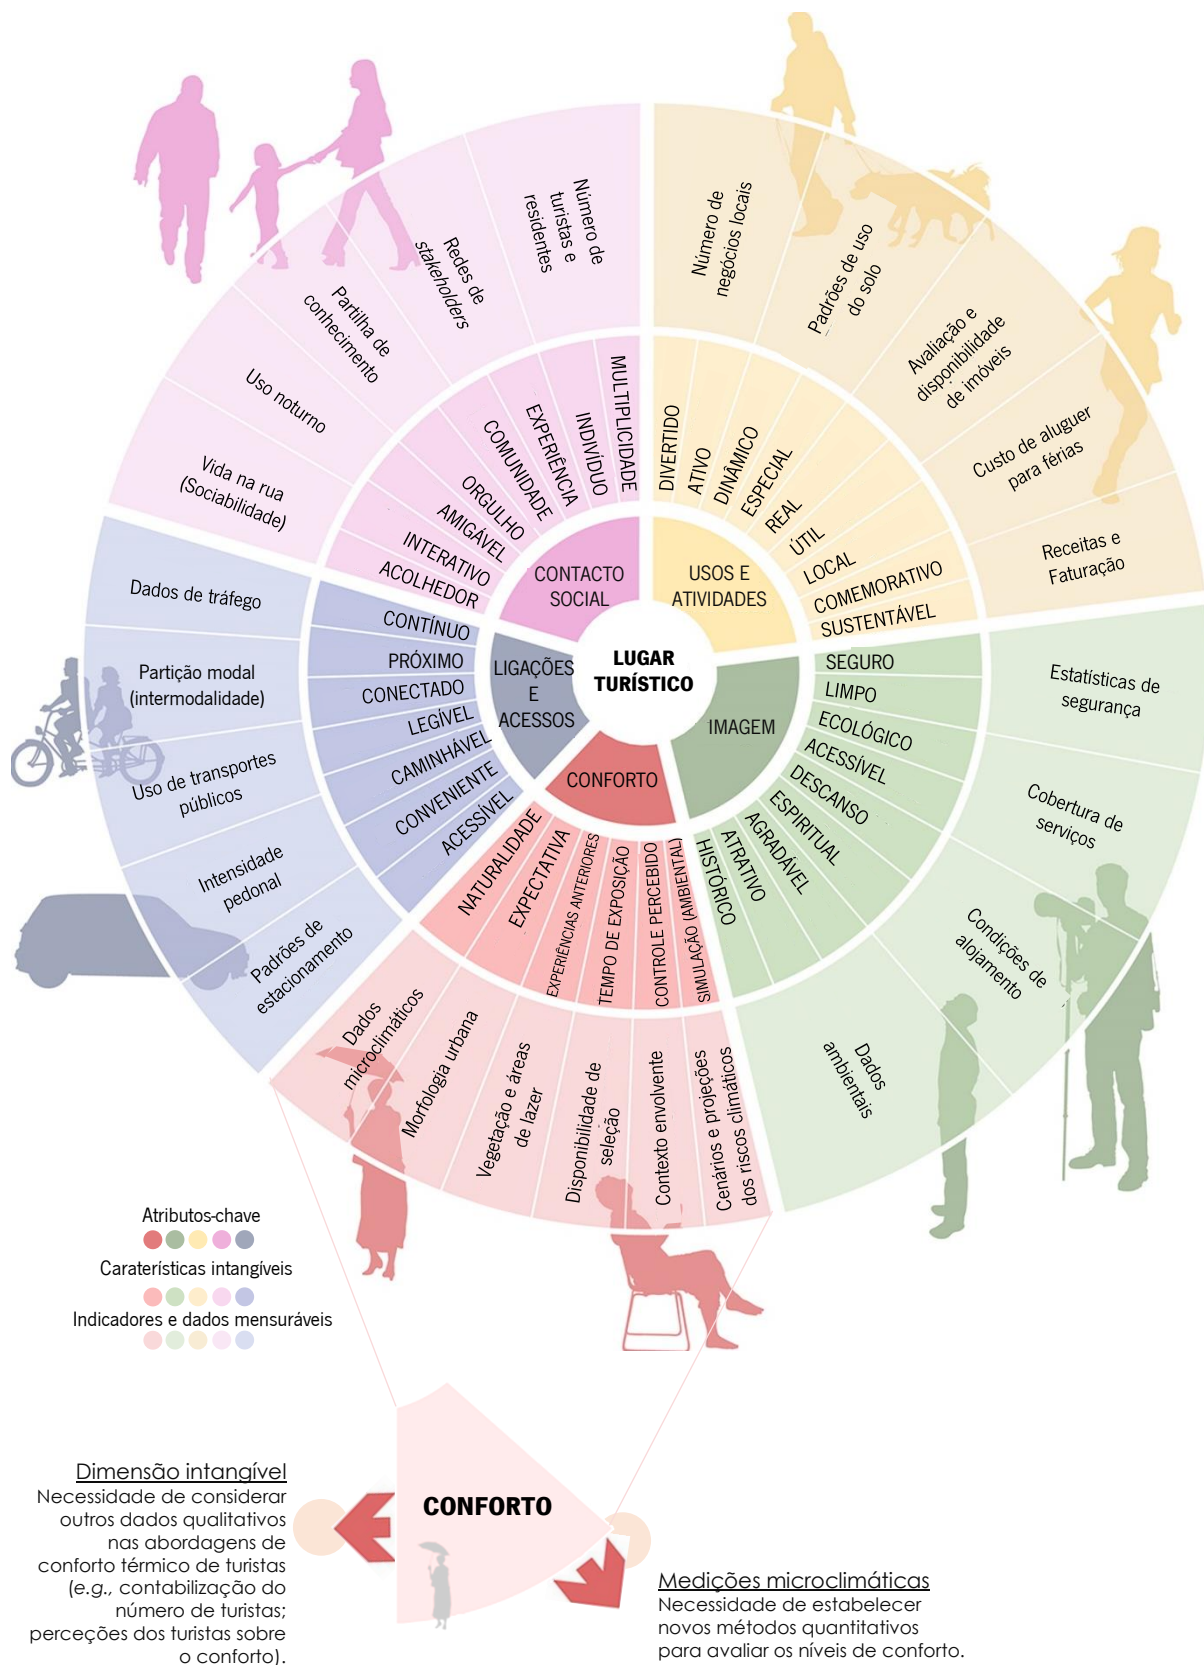 Número de
turistas e
residentes
Redes de
stakeholders
Partilha de
conhecimento
Uso noturno
Vida na rua
(Sociabilidade)
Número de
negócios locais
Padrões de uso
do solo
Avaliação e
disponibilidade
de imóveis
Custo de aluguer
para férias
Receitas e
Faturação
MULTIPLICIDADE
INDIVÍDUO
EXPERIÊNCIA
COMUNIDADE
ORGULHO
AMIGÁVEL
INTERATIVO
ACOLHEDOR
DIVERTIDO
ATIVO
DINÂMICO
ESPECIAL
REAL
ÚTIL
LOCAL
COMEMORATIVO
SUSTENTÁVEL
CONTACTO
SOCIAL
USOS E
ATIVIDADES
LUGAR
TURÍSTICO
LIGAÇÕES
E
ACESSOS
IMAGEM
CONFORTO
Dados de tráfego
Partição modal
(intermodalidade)
Uso de transportes
públicos
Intensidade
pedonal
Padrões de
estacionamento
CONTÍNUO
PRÓXIMO
CONECTADO
LEGÍVEL
CAMINHÁVEL
CONVENIENTE
ACESSÍVEL
SEGURO
LIMPO
ECOLÓGICO
ACESSÍVEL
DESCANSO
ESPIRITUAL
AGRADÁVEL
ATRATIVO
HISTÓRICO
Estatísticas de
segurança
Cobertura de
serviços
Condições de
alojamento
Dados
ambientais
NATURALIDADE
EXPECTATIVA
EXPERIÊNCIAS ANTERIORES
TEMPO DE EXPOSIÇÃO
CONTROLE PERCEBIDO
SIMULAÇÃO (AMBIENTAL)
Dados
microclimáticos
Morfologia urbana
Vegetação e áreas
de lazer
Disponibilidade de
seleção
Contexto envolvente
Cenários e projeções
dos riscos climáticos
Atributos-chave
Caraterísticas intangíveis
Indicadores e dados mensuráveis
CONFORTO
Dimensão intangível
Necessidade de considerar
outros dados qualitativos
nas abordagens de
conforto térmico de turistas
(e.g., contabilização do
número de turistas;
perceções dos turistas sobre
o conforto).
Medições microclimáticas
Necessidade de estabelecer
novos métodos quantitativos
para avaliar os níveis de conforto.